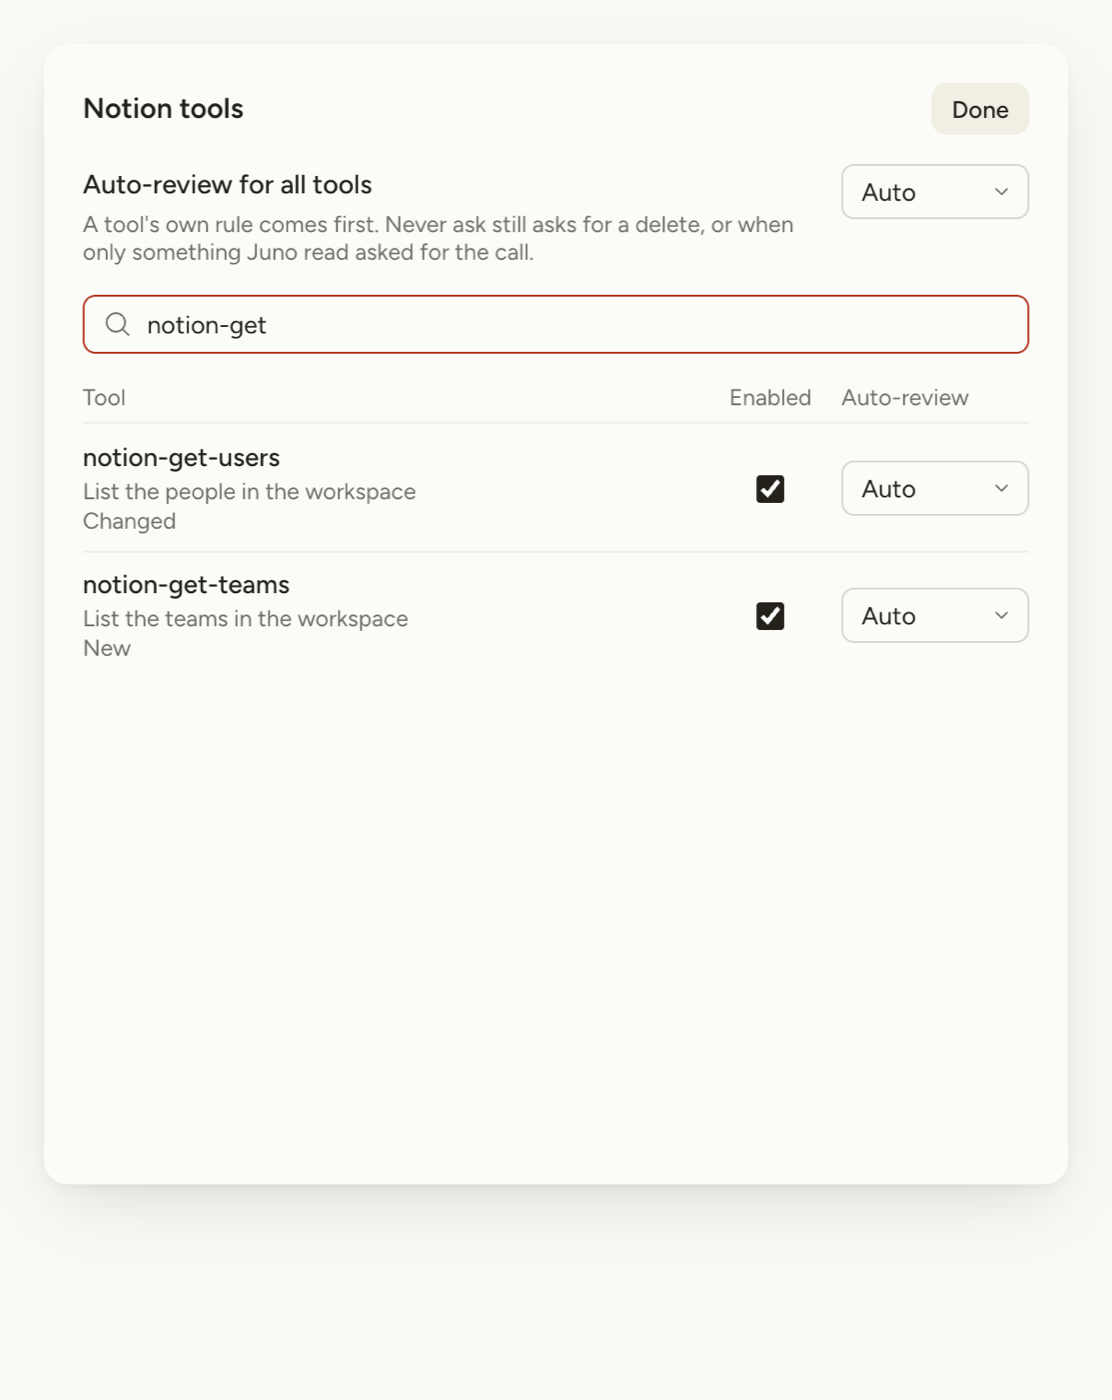 Notion tools
Done
Auto-review for all tools
Auto
A tool's own rule comes first. Never ask still asks for a delete, or when
only something Juno read asked for the call.
notion-get
Tool
Enabled
Auto-review
notion-get-users
List the people in the workspace
Changed
Auto
notion-get-teams
List the teams in the workspace
New
Auto